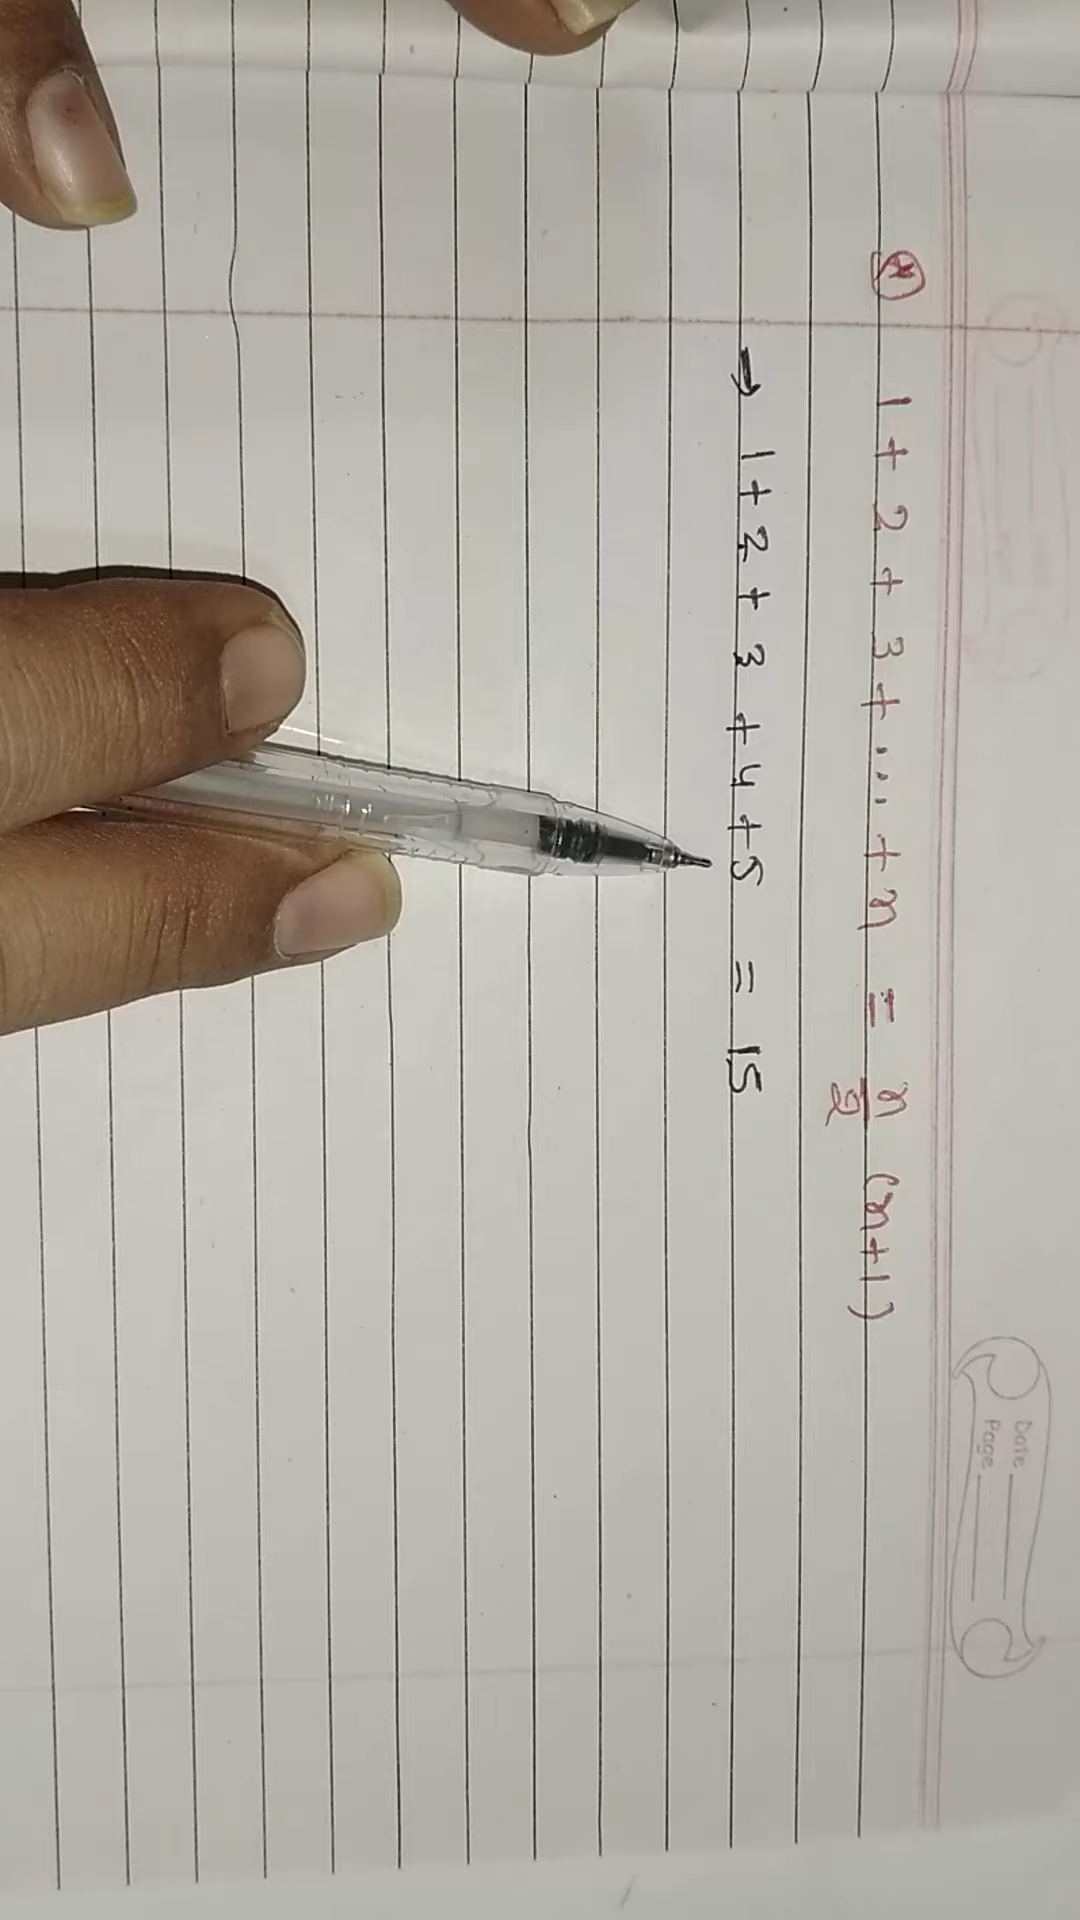 * 1 + 2 + 3 + .... + n = n/2 (n+1)
→ 1 + 2 + 3 + 4 + 5 = 15
Date
Page